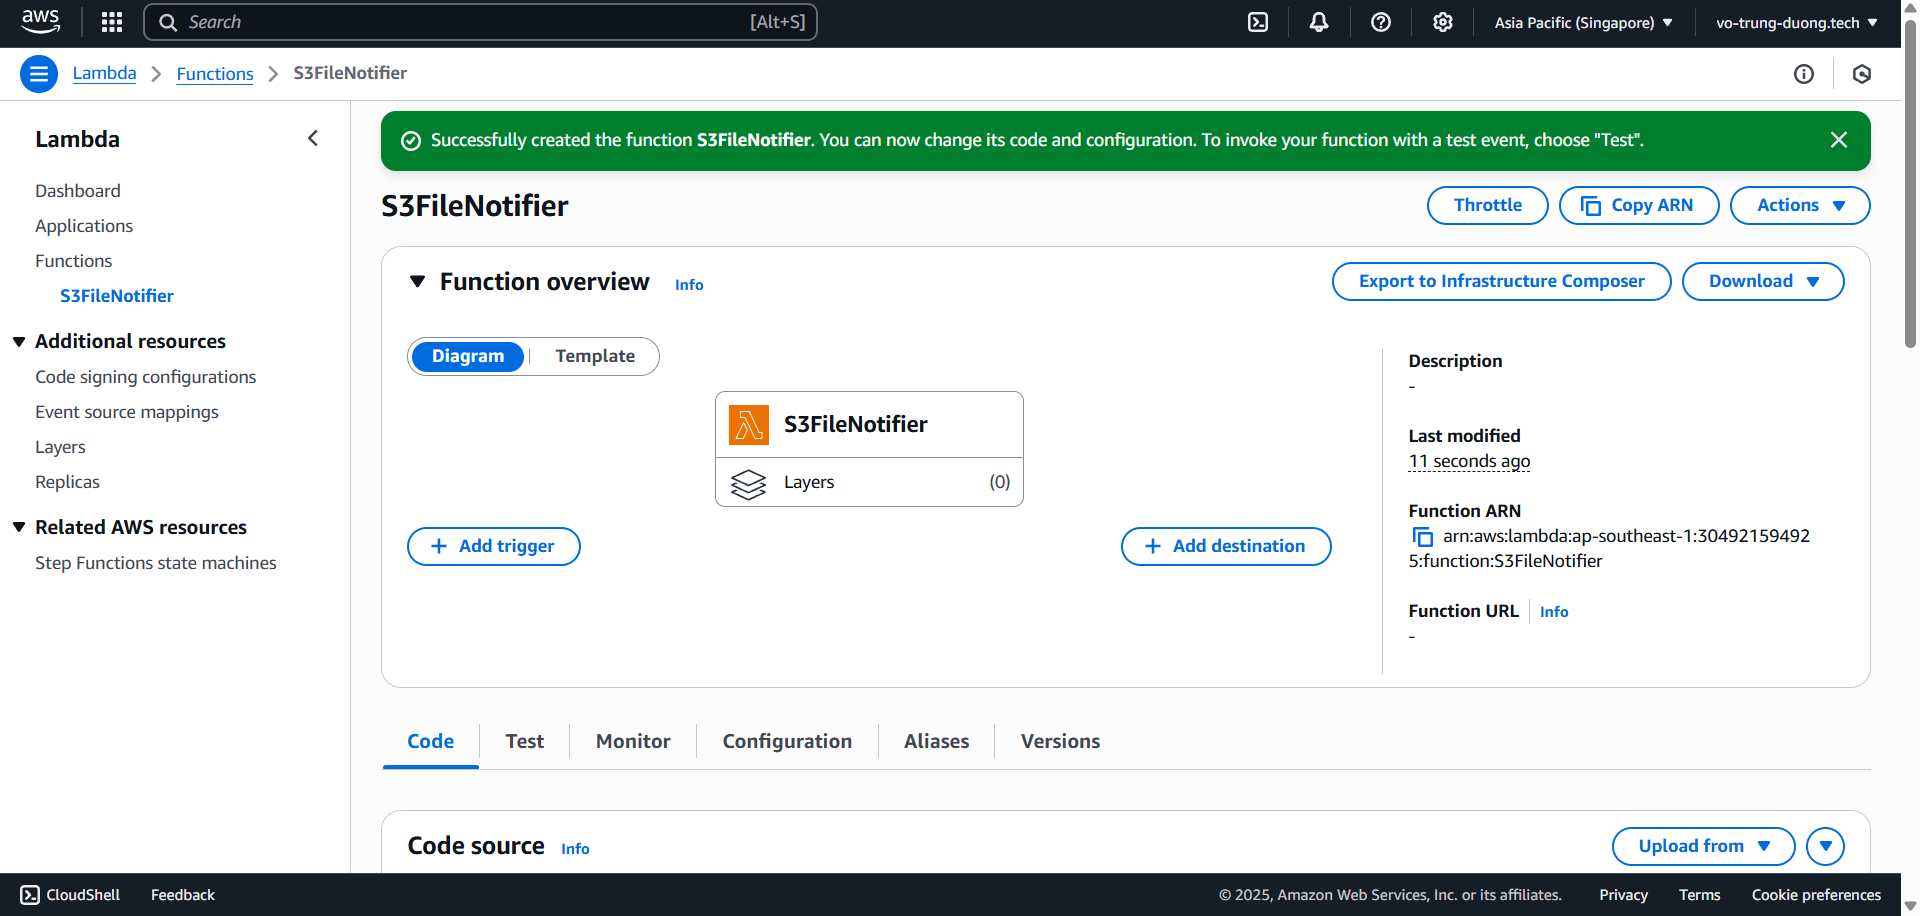 aws
Search
[Alt+S]
Asia Pacific (Singapore)
vo-trung-duong.tech
Lambda
Functions
S3FileNotifier
Lambda
Dashboard
Applications
Functions
S3FileNotifier
Additional resources
Code signing configurations
Event source mappings
Layers
Replicas
Related AWS resources
Step Functions state machines
Successfully created the function S3FileNotifier. You can now change its code and configuration. To invoke your function with a test event, choose "Test".
S3FileNotifier
Throttle
Copy ARN
Actions
Function overview Info
Export to Infrastructure Composer
Download
Diagram
Template
S3FileNotifier
Layers (0)
+ Add trigger
+ Add destination
Description
-
Last modified
11 seconds ago
Function ARN
arn:aws:lambda:ap-southeast-1:30492159492
5:function:S3FileNotifier
Function URL Info
-
Code
Test
Monitor
Configuration
Aliases
Versions
Code source Info
Upload from
CloudShell
Feedback
© 2025, Amazon Web Services, Inc. or its affiliates.
Privacy
Terms
Cookie preferences